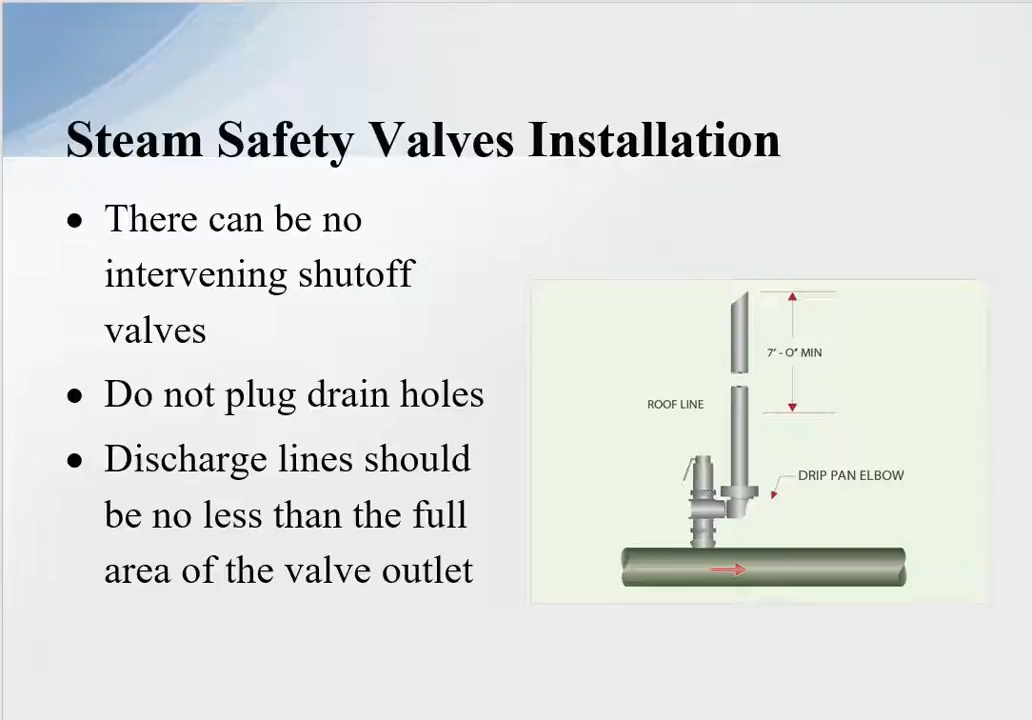 Steam Safety Valves Installation
• There can be no
intervening shutoff
valves
• Do not plug drain holes
• Discharge lines should
be no less than the full
area of the valve outlet
7' - O" MIN
ROOF LINE
DRIP PAN ELBOW